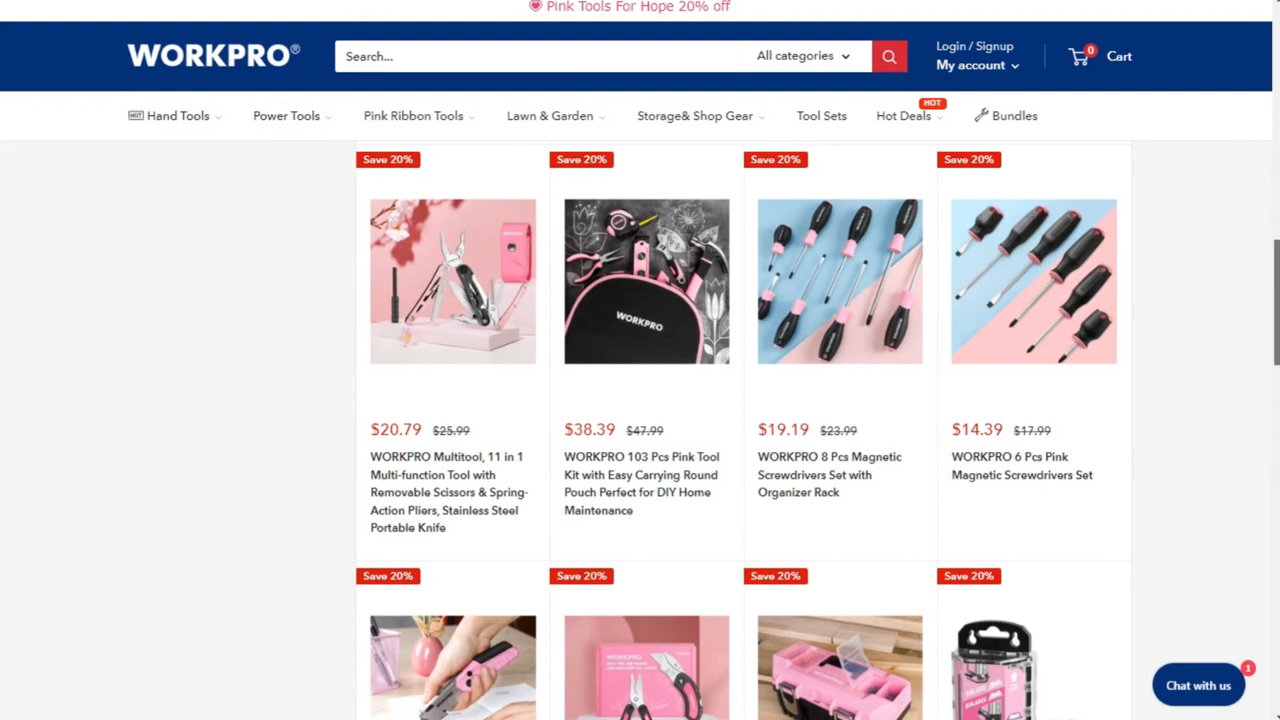 Pink Tools For Hope 20% off
WORKPRO®
Search...
All categories
Login / Signup
My account
0
Cart
HOT Hand Tools
Power Tools
Pink Ribbon Tools
Lawn & Garden
Storage& Shop Gear
Tool Sets
Hot Deals
HOT
Bundles
Save 20%
Save 20%
Save 20%
Save 20%
WORKPRO
$20.79 $25.99
WORKPRO Multitool, 11 in 1
Multi-function Tool with
Removable Scissors & Spring-
Action Pliers, Stainless Steel
Portable Knife
$38.39 $47.99
WORKPRO 103 Pcs Pink Tool
Kit with Easy Carrying Round
Pouch Perfect for DIY Home
Maintenance
$19.19 $23.99
WORKPRO 8 Pcs Magnetic
Screwdrivers Set with
Organizer Rack
$14.39 $17.99
WORKPRO 6 Pcs Pink
Magnetic Screwdrivers Set
Save 20%
Save 20%
Save 20%
Save 20%
WORKPRO
WORKPRO
Chat with us
1